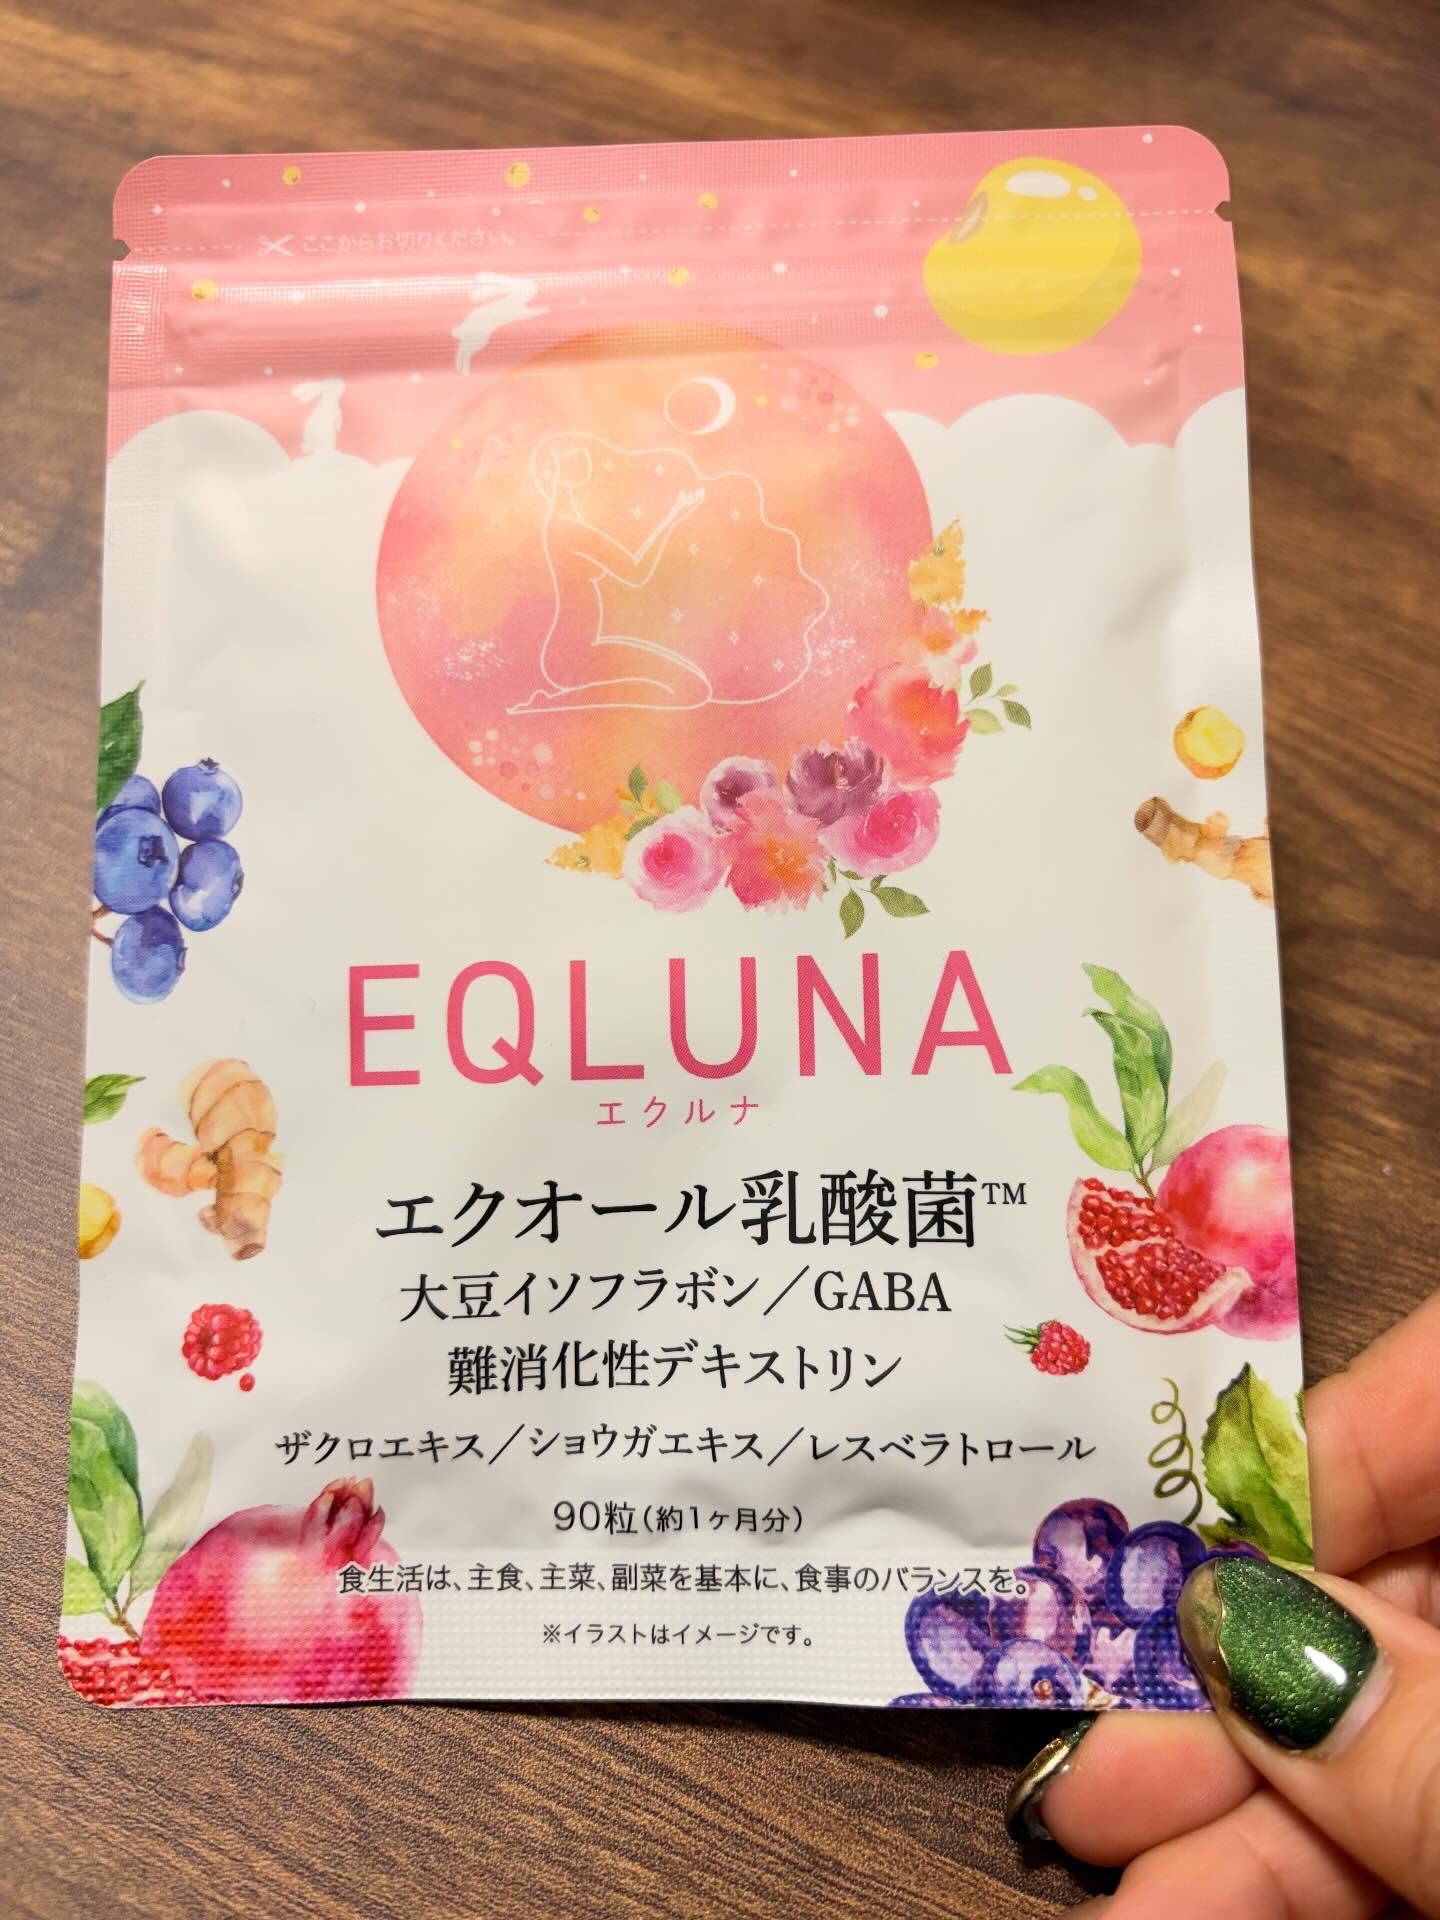 ここからお切りください。
EQLUNA
エクルナ
エクオール乳酸菌™
大豆イソフラボン／GABA
難消化性デキストリン
ザクロエキス／ショウガエキス／レスベラトロール
90粒(約1ヶ月分)
食生活は、主食、主菜、副菜を基本に、食事のバランスを。
※イラストはイメージです。